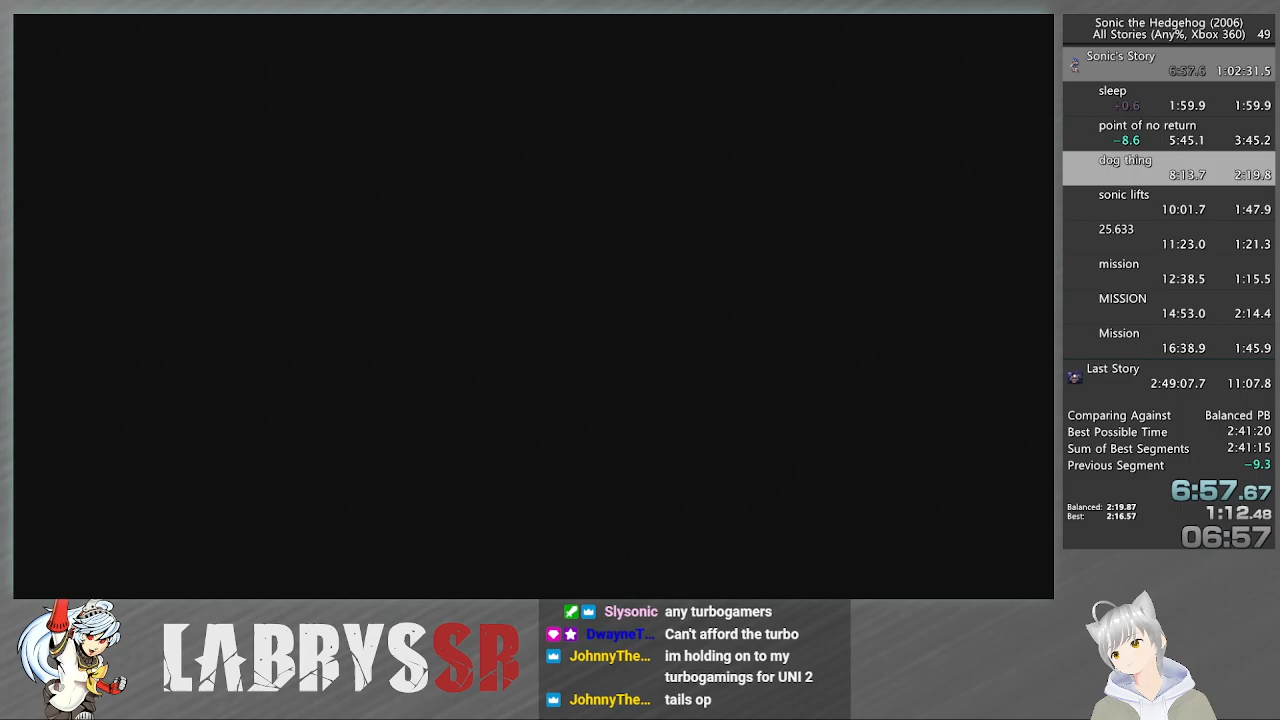 Sonic the Hedgehog (2006)
All Stories (Any%, Xbox 360) 49
Sonic's Story
6:57.6 1:02:31.5
sleep
+0.6 1:59.9 1:59.9
point of no return
−8.6 5:45.1 3:45.2
dog thing
8:13.7 2:19.8
sonic lifts
10:01.7 1:47.9
25.633
11:23.0 1:21.3
mission
12:38.5 1:15.5
MISSION
14:53.0 2:14.4
Mission
16:38.9 1:45.9
Last Story
2:49:07.7 11:07.8
Comparing Against Balanced PB
Best Possible Time 2:41:20
Sum of Best Segments 2:41:15
Previous Segment −9.3
6:57.67
Balanced: 2:19.87
Best: 2:16.57
1:12.48
06:57
LABRYSSR
Slysonic any turbogamers
DwayneT... Can't afford the turbo
JohnnyThe... im holding on to my
turbogamings for UNI 2
JohnnyThe... tails op